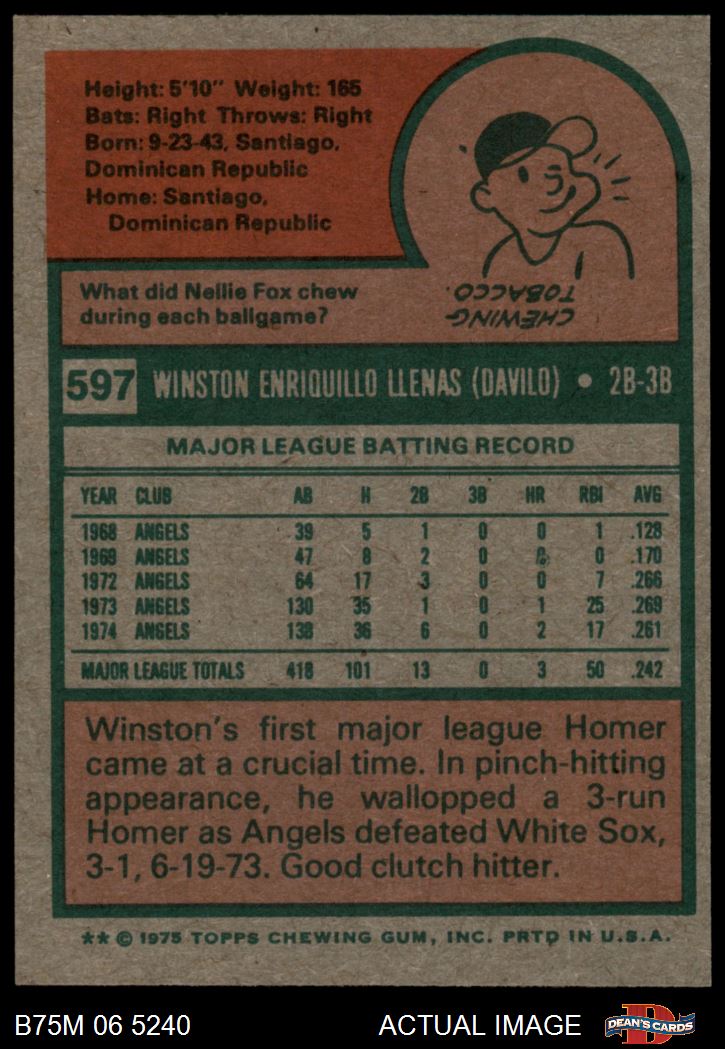 Height: 5'10" Weight: 165
Bats: Right Throws: Right
Born: 9-23-43, Santiago,
Dominican Republic
Home: Santiago,
Dominican Republic
What did Nellie Fox chew
during each ballgame?
CHEWING
TOBACCO.
597 WINSTON ENRIQUILLO LLENAS (DAVILO) • 2B-3B
MAJOR LEAGUE BATTING RECORD
YEAR CLUB AB H 2B 3B HR RBI AVG
1968 ANGELS 39 5 1 0 0 1 .128
1969 ANGELS 47 8 2 0 0 0 .170
1972 ANGELS 64 17 3 0 0 7 .266
1973 ANGELS 130 35 1 0 1 25 .269
1974 ANGELS 138 36 6 0 2 17 .261
MAJOR LEAGUE TOTALS 418 101 13 0 3 50 .242
Winston's first major league Homer
came at a crucial time. In pinch-hitting
appearance, he wallopped a 3-run
Homer as Angels defeated White Sox,
3-1, 6-19-73. Good clutch hitter.
** © 1975 TOPPS CHEWING GUM, INC. PRTD IN U.S.A.
B75M 06 5240 ACTUAL IMAGE
D
DEAN'S CARDS